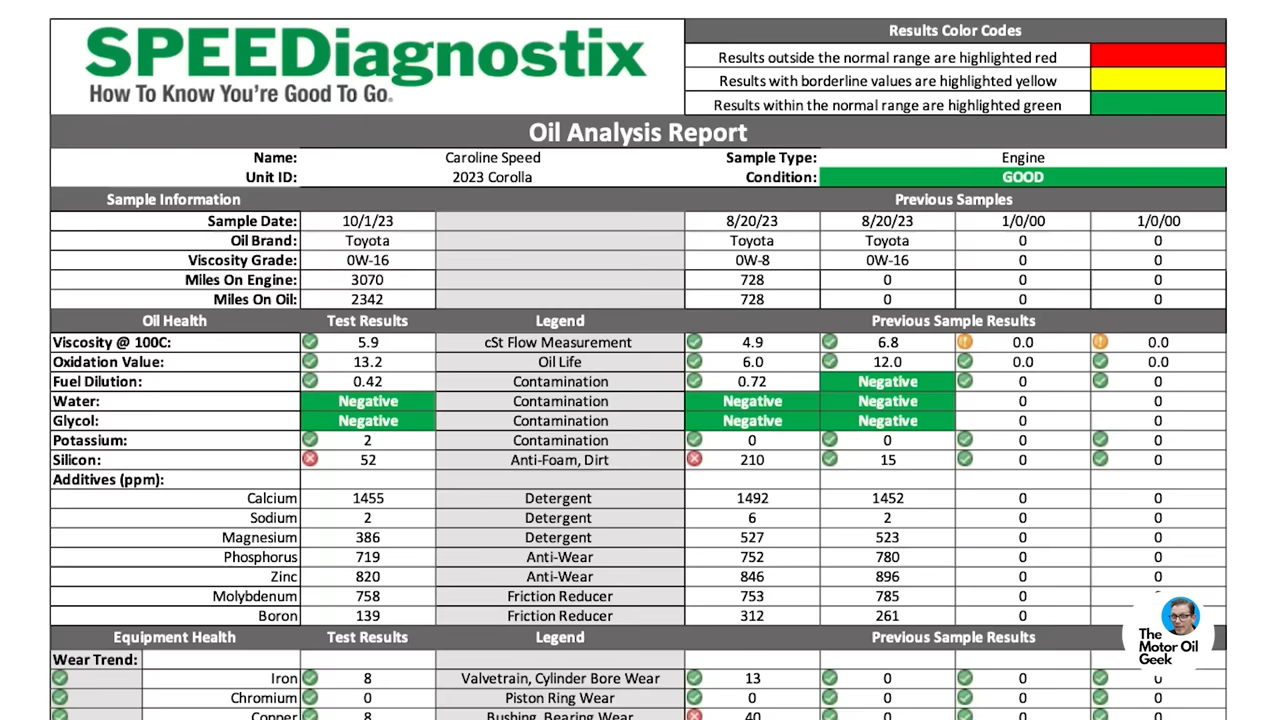 SPEEDiagnostix
How To Know You're Good To Go.
Results Color Codes
Results outside the normal range are highlighted red
Results with borderline values are highlighted yellow
Results within the normal range are highlighted green
Oil Analysis Report
Name: Caroline Speed Sample Type: Engine
Unit ID: 2023 Corolla Condition: GOOD
Sample Information Previous Samples
Sample Date: 10/1/23 8/20/23 8/20/23 1/0/00 1/0/00
Oil Brand: Toyota Toyota Toyota 0 0
Viscosity Grade: 0W-16 0W-8 0W-16 0 0
Miles On Engine: 3070 728 0 0 0
Miles On Oil: 2342 728 0 0 0
Oil Health Test Results Legend Previous Sample Results
Viscosity @ 100C: 5.9 cSt Flow Measurement 4.9 6.8 0.0 0.0
Oxidation Value: 13.2 Oil Life 6.0 12.0 0.0 0.0
Fuel Dilution: 0.42 Contamination 0.72 Negative 0 0
Water: Negative Contamination Negative Negative 0 0
Glycol: Negative Contamination Negative Negative 0 0
Potassium: 2 Contamination 0 0 0 0
Silicon: 52 Anti-Foam, Dirt 210 15 0 0
Additives (ppm):
Calcium 1455 Detergent 1492 1452 0 0
Sodium 2 Detergent 6 2 0 0
Magnesium 386 Detergent 527 523 0 0
Phosphorus 719 Anti-Wear 752 780 0 0
Zinc 820 Anti-Wear 846 896 0 0
Molybdenum 758 Friction Reducer 753 785 0
Boron 139 Friction Reducer 312 261 0
Equipment Health Test Results Legend Previous Sample Results
Wear Trend:
Iron 8 Valvetrain, Cylinder Bore Wear 13 0 0
Chromium 0 Piston Ring Wear 0 0 0 0
Copper 8 Bushing, Bearing Wear 40 0 0 0
The
Motor Oil
Geek